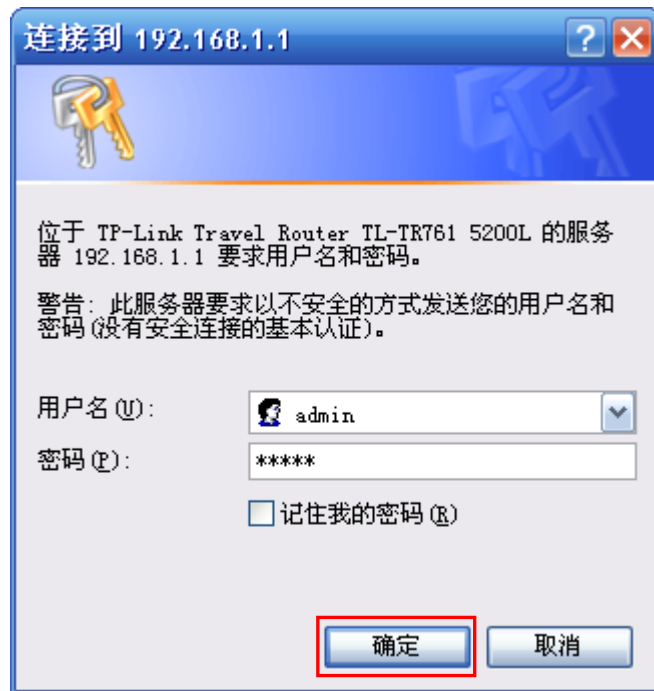 连接到 192.168.1.1
位于 TP-Link Travel Router TL-TR761 5200L 的服务
器 192.168.1.1 要求用户名和密码。
警告: 此服务器要求以不安全的方式发送您的用户名和
密码(没有安全连接的基本认证)。
用户名(U):
admin
密码(P):
*****
记住我的密码(R)
确定
取消